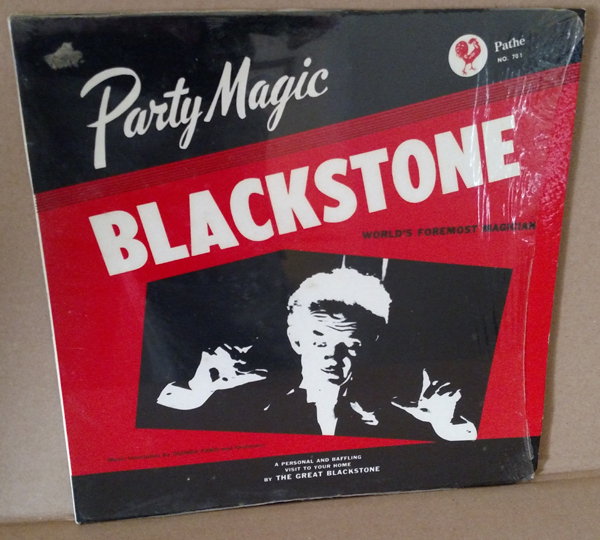 Pathé
NO. 701
Party Magic
BLACKSTONE
WORLD'S FOREMOST MAGICIAN
A PERSONAL AND BAFFLING
VISIT TO YOUR HOME
BY THE GREAT BLACKSTONE